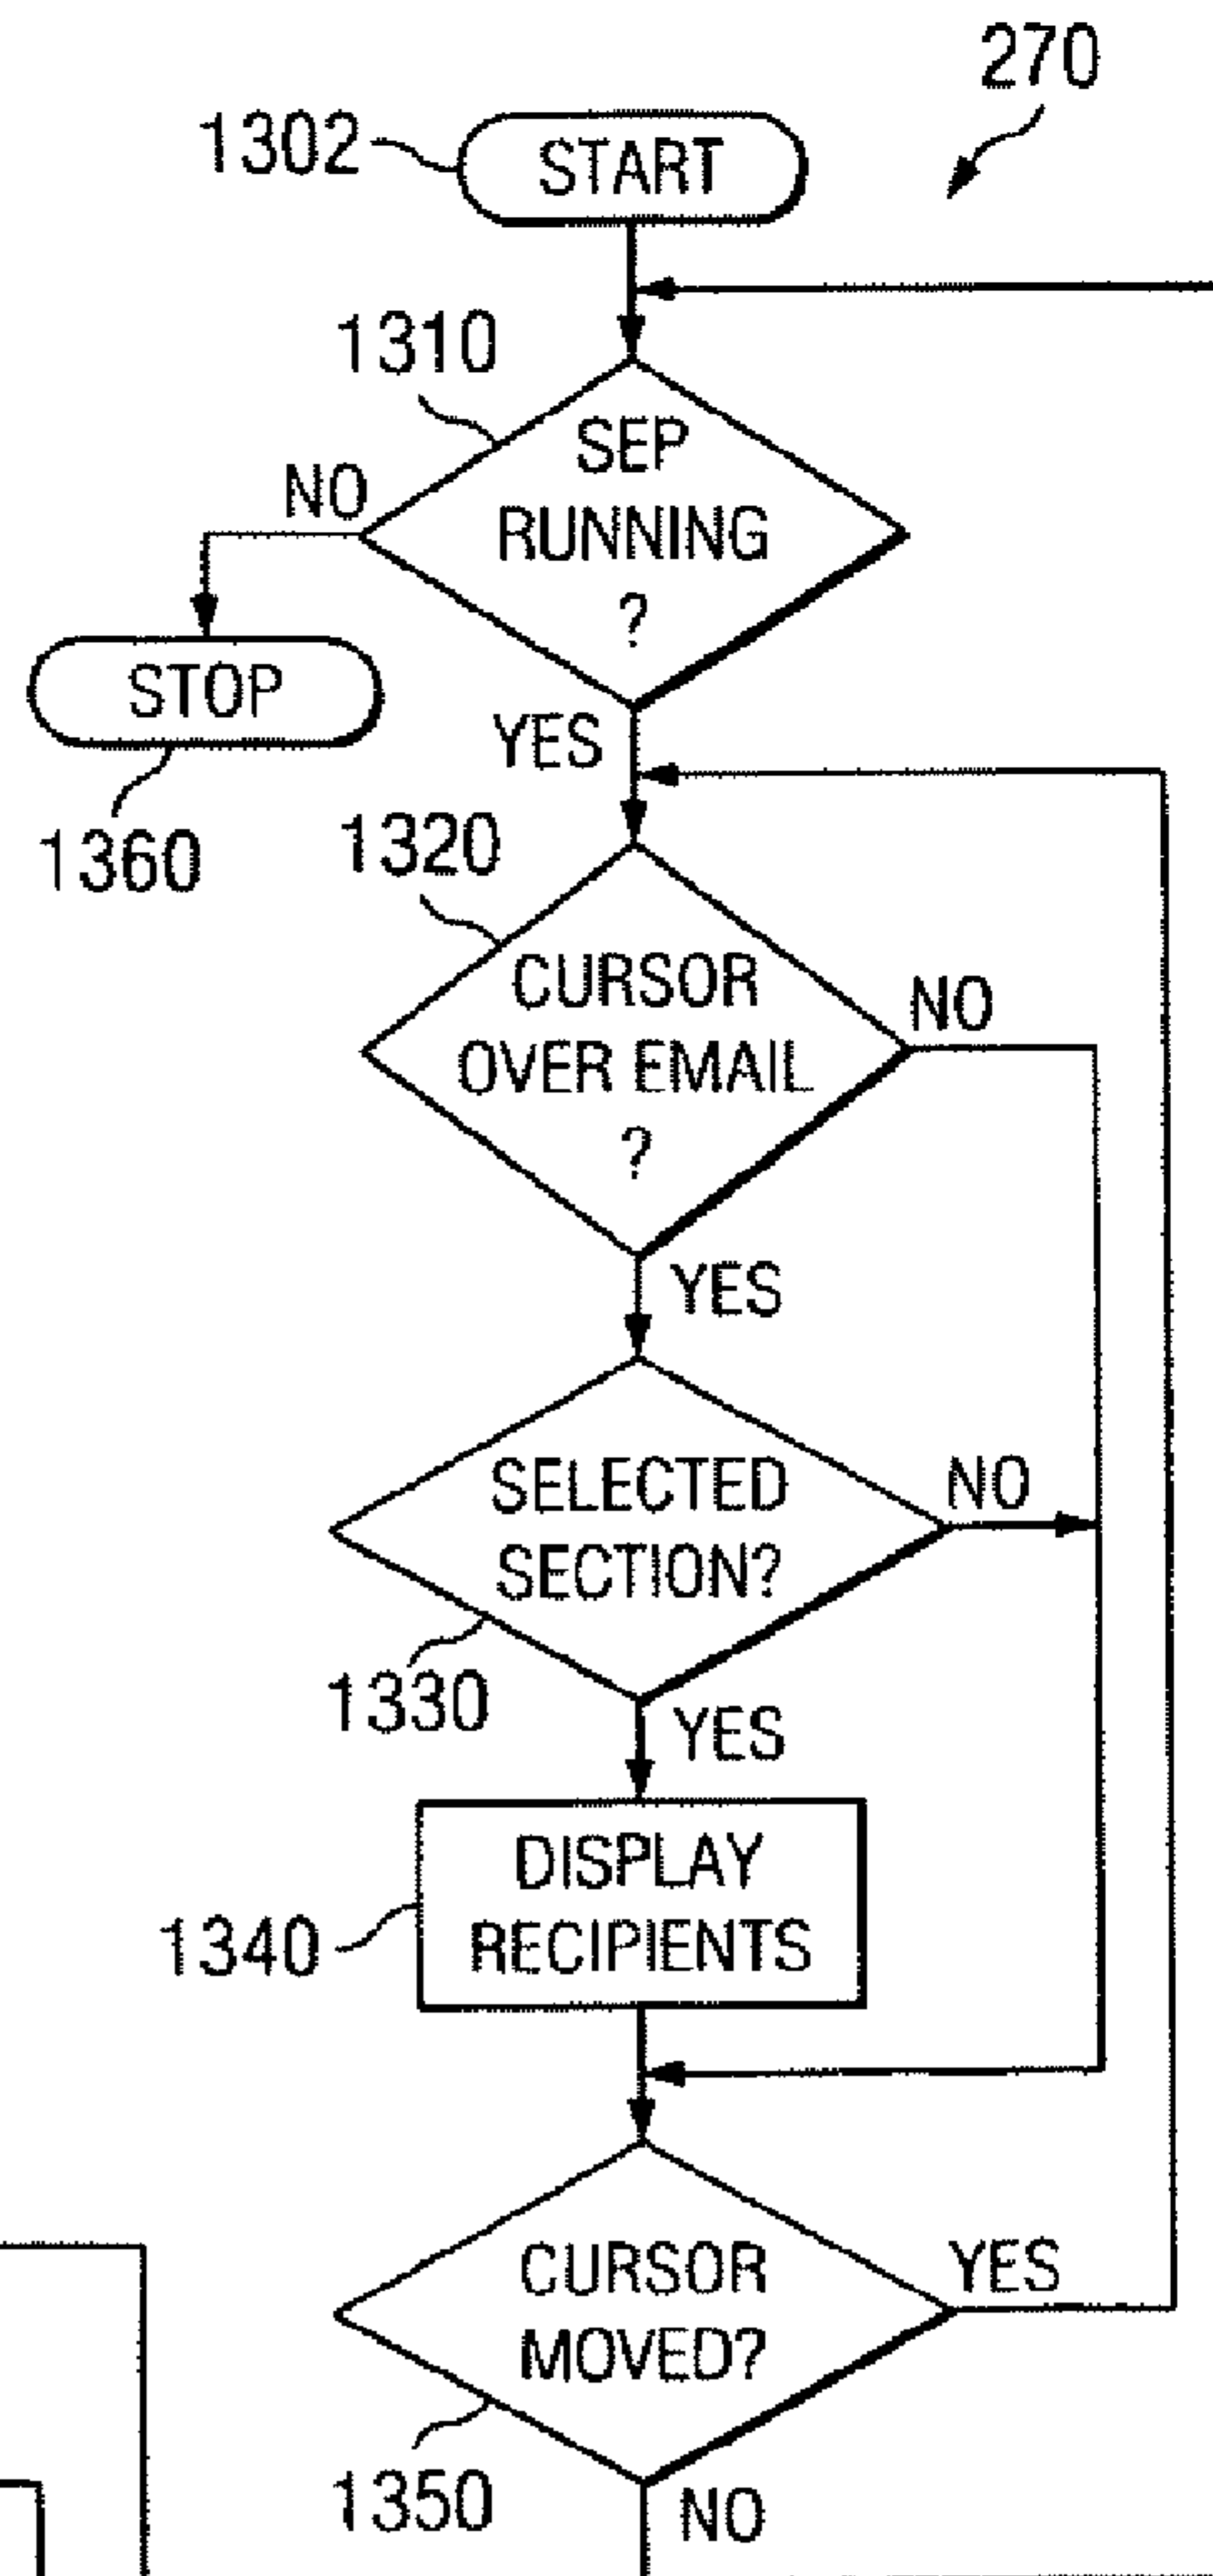 270
1302
START
1310
SEP
RUNNING
?
NO
STOP
1360
YES
1320
CURSOR
OVER EMAIL
?
NO
YES
SELECTED
SECTION?
NO
1330
YES
DISPLAY
RECIPIENTS
1340
CURSOR
MOVED?
YES
1350
NO